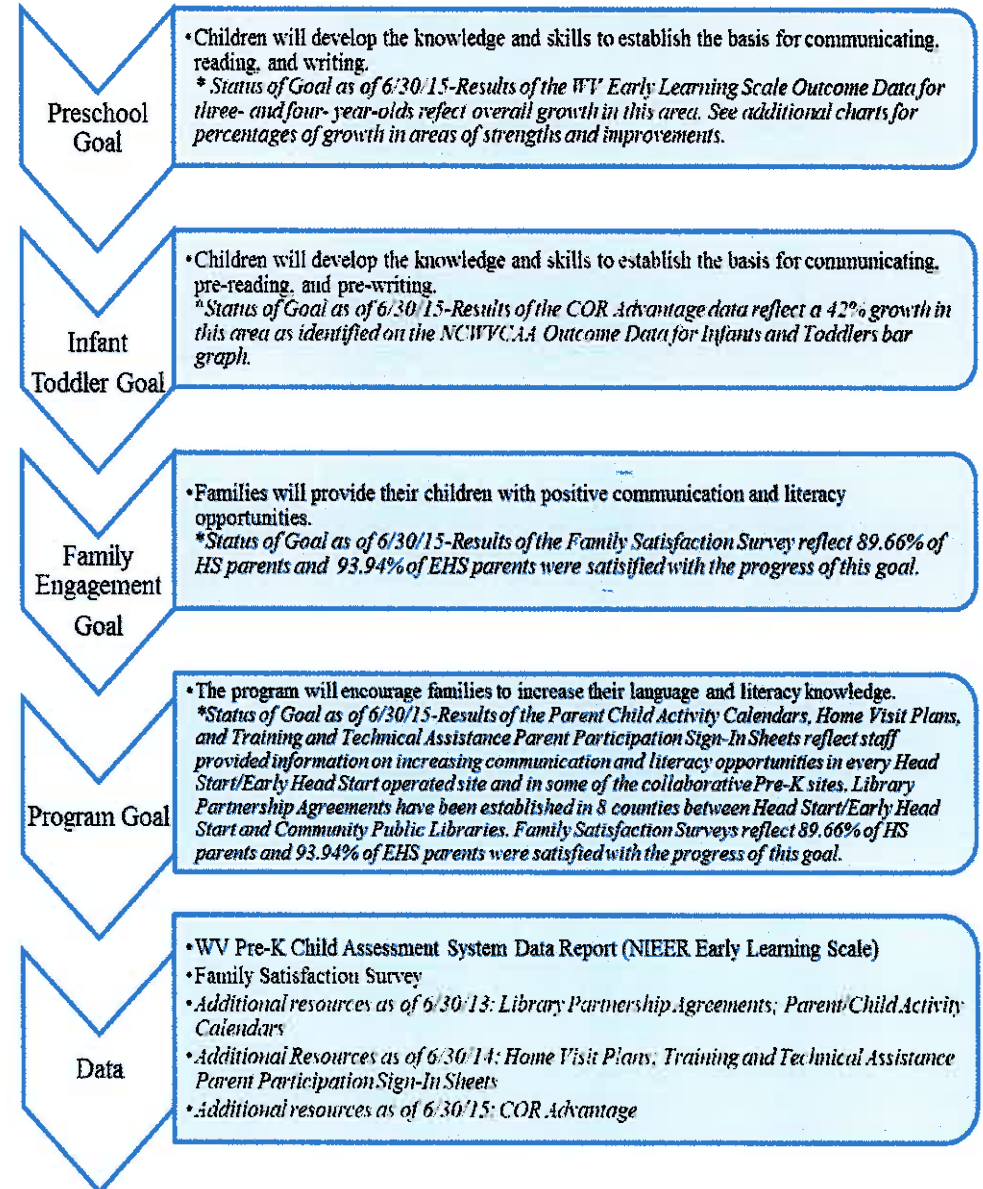 Preschool
Goal
•Children will develop the knowledge and skills to establish the basis for communicating,
reading, and writing.
* Status of Goal as of 6/30/15-Results of the WV Early Learning Scale Outcome Data for
three- and four- year-olds refect overall growth in this area. See additional charts for
percentages of growth in areas of strengths and improvements.
Infant
Toddler Goal
•Children will develop the knowledge and skills to establish the basis for communicating,
pre-reading, and pre-writing.
*Status of Goal as of 6/30/15-Results of the COR Advantage data reflect a 42% growth in
this area as identified on the NCWVCAA Outcome Data for Infants and Toddlers bar
graph.
Family
Engagement
Goal
•Families will provide their children with positive communication and literacy
opportunities.
*Status of Goal as of 6/30/15-Results of the Family Satisfaction Survey reflect 89.66% of
HS parents and 93.94% of EHS parents were satisified with the progress of this goal.
Program Goal
•The program will encourage families to increase their language and literacy knowledge.
*Status of Goal as of 6/30/15-Results of the Parent Child Activity Calendars, Home Visit Plans,
and Training and Technical Assistance Parent Participation Sign-In Sheets reflect staff
provided information on increasing communication and literacy opportunities in every Head
Start/Early Head Start operated site and in some of the collaborative Pre-K sites. Library
Partnership Agreements have been established in 8 counties between Head Start/Early Head
Start and Community Public Libraries. Family Satisfaction Surveys reflect 89.66% of HS
parents and 93.94% of EHS parents were satisfied with the progress of this goal.
Data
•WV Pre-K Child Assessment System Data Report (NIEER Early Learning Scale)
•Family Satisfaction Survey
•Additional resources as of 6/30/13: Library Partnership Agreements; Parent/Child Activity
Calendars
•Additional Resources as of 6/30/14: Home Visit Plans; Training and Technical Assistance
Parent Participation Sign-In Sheets
•Additional resources as of 6/30/15: COR Advantage